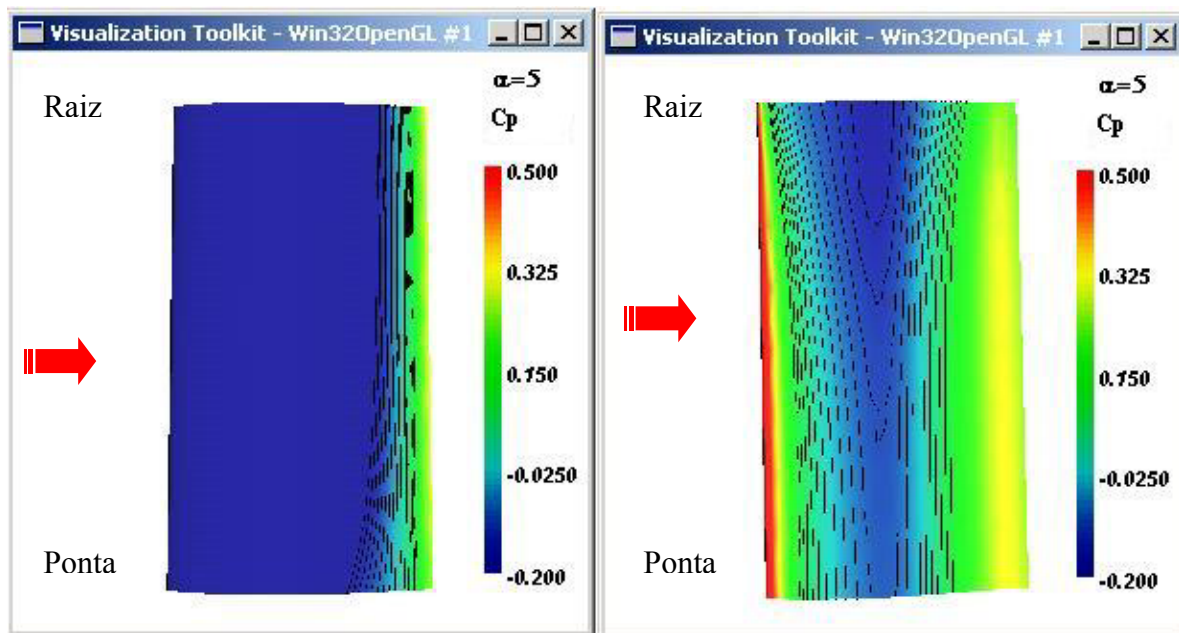 Visualization Toolkit - Win32OpenGL #1
α=5
Raiz
Cp
0.500
0.325
0.150
-0.0250
Ponta
-0.200
Visualization Toolkit - Win32OpenGL #1
α=5
Raiz
Cp
0.500
0.325
0.150
-0.0250
Ponta
-0.200